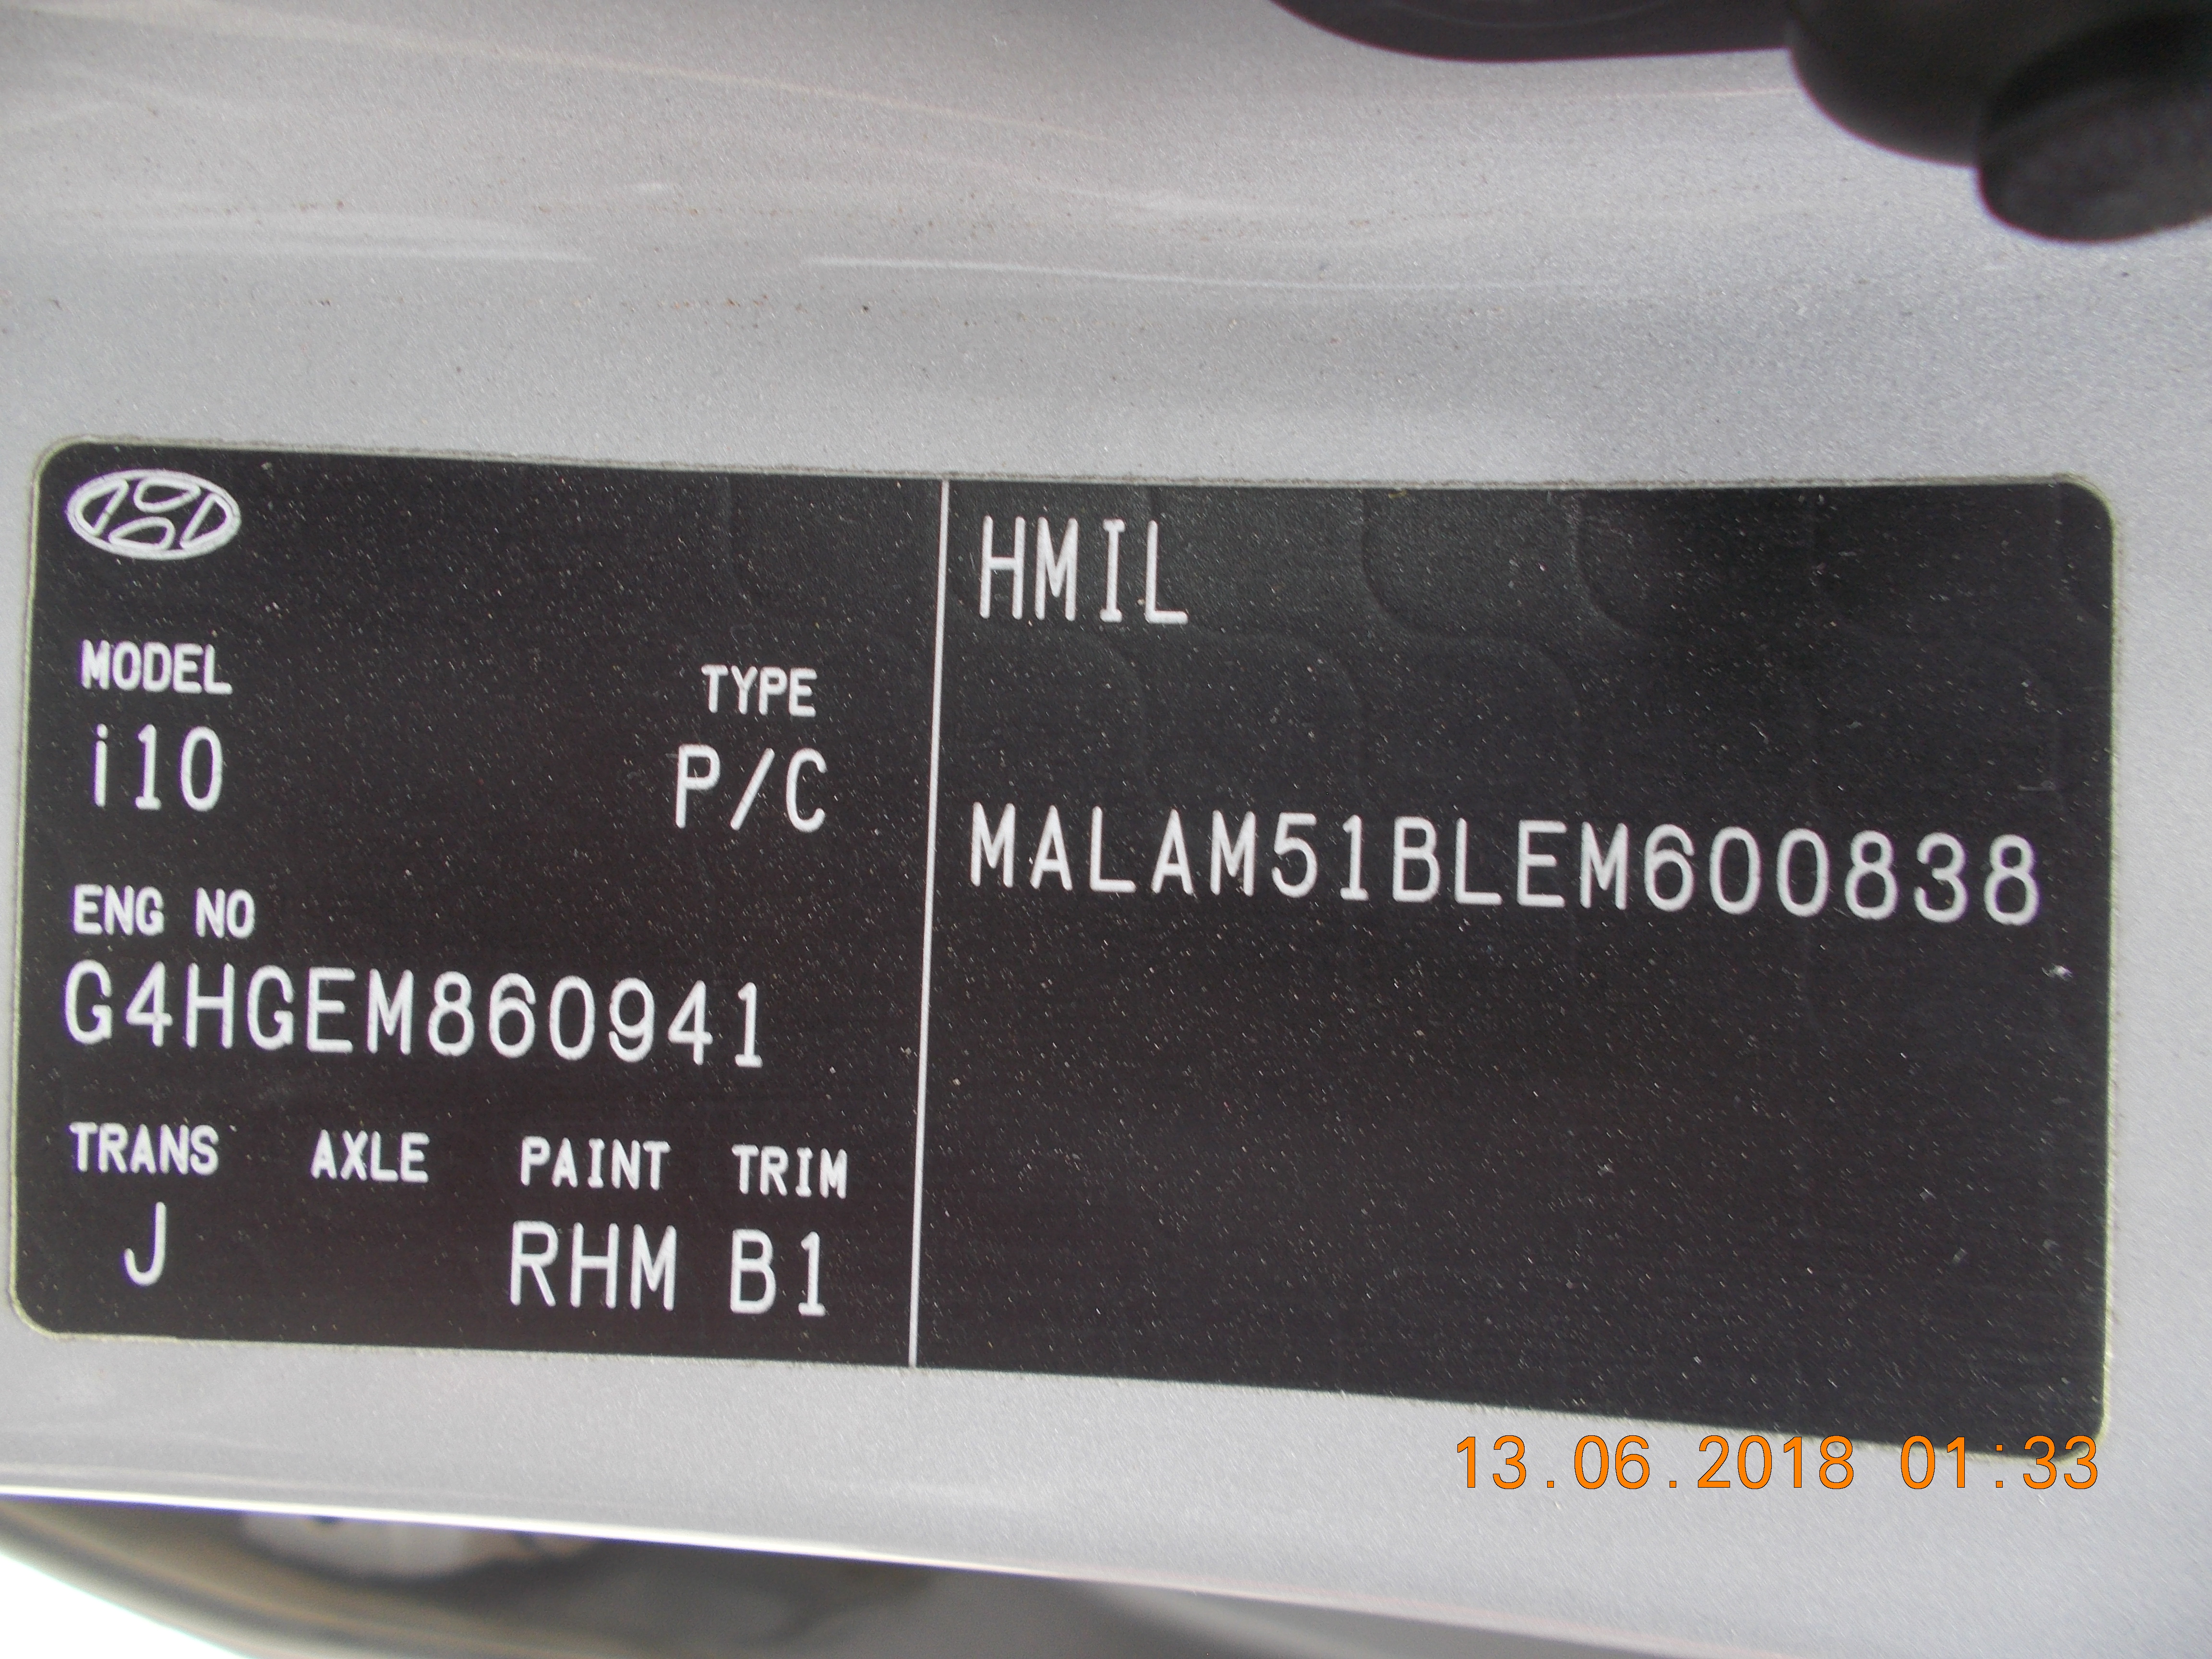 HMIL
MODEL TYPE
i10 P/C
MALAM51BLEM600838
ENG NO
G4HGEM860941
TRANS AXLE PAINT TRIM
J RHM B1
13.06.2018 01:33